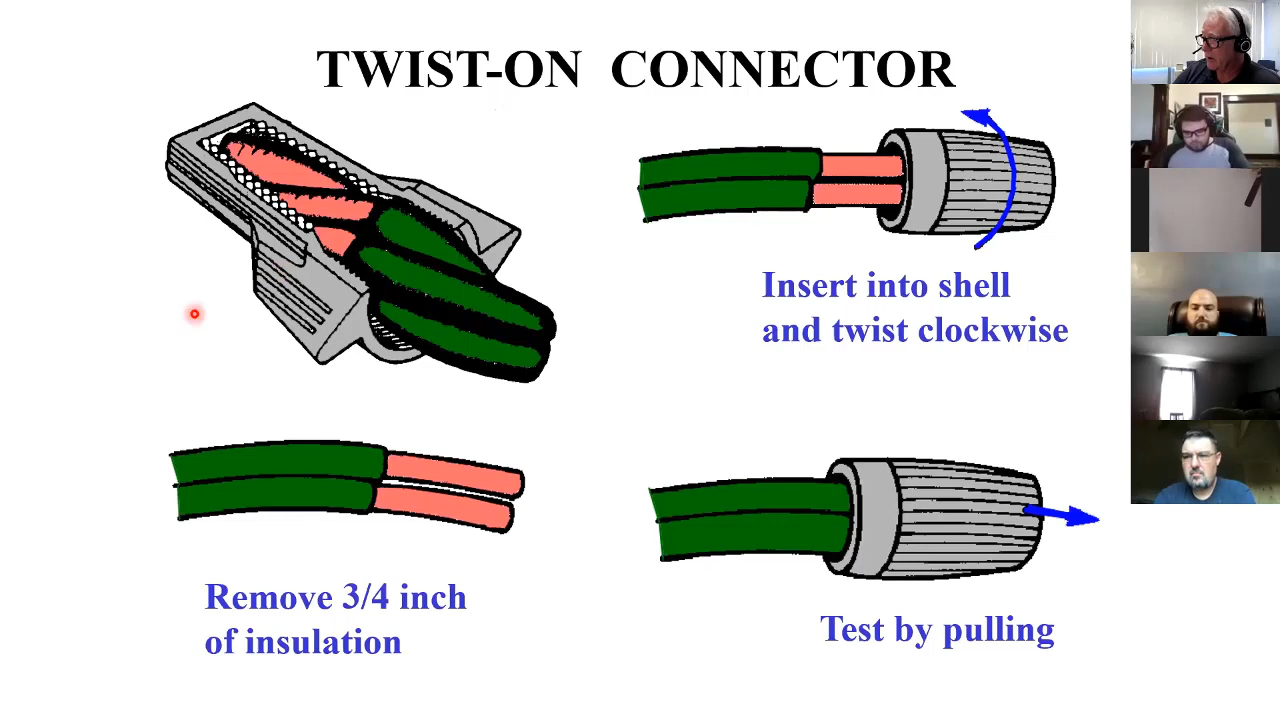 TWIST-ON CONNECTOR
Insert into shell
and twist clockwise
Remove 3/4 inch
of insulation
Test by pulling